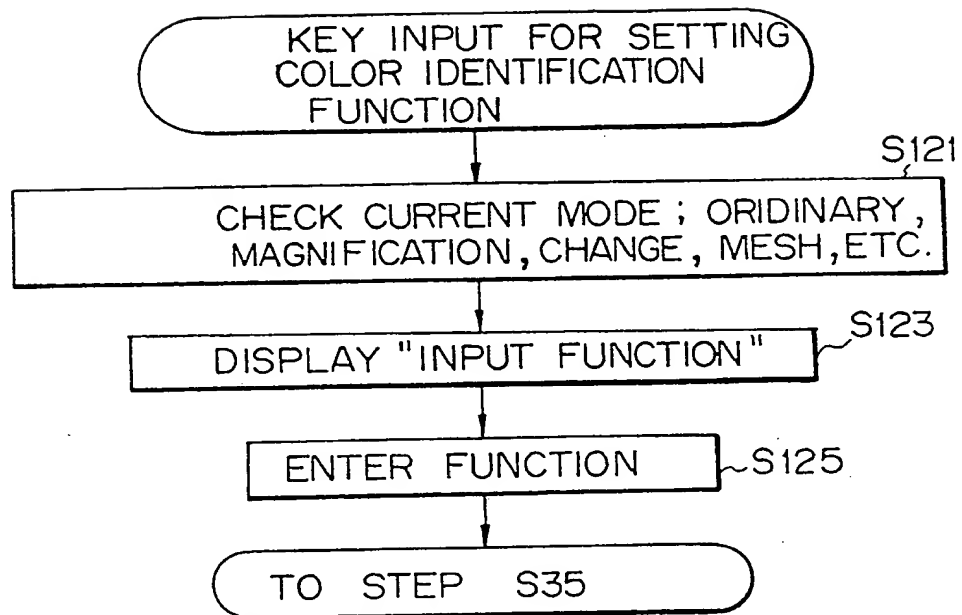 KEY INPUT FOR SETTING
COLOR IDENTIFICATION
FUNCTION
S121
CHECK CURRENT MODE ; ORIDINARY,
MAGNIFICATION, CHANGE, MESH, ETC.
S123
DISPLAY "INPUT FUNCTION"
ENTER FUNCTION
S125
TO STEP S35